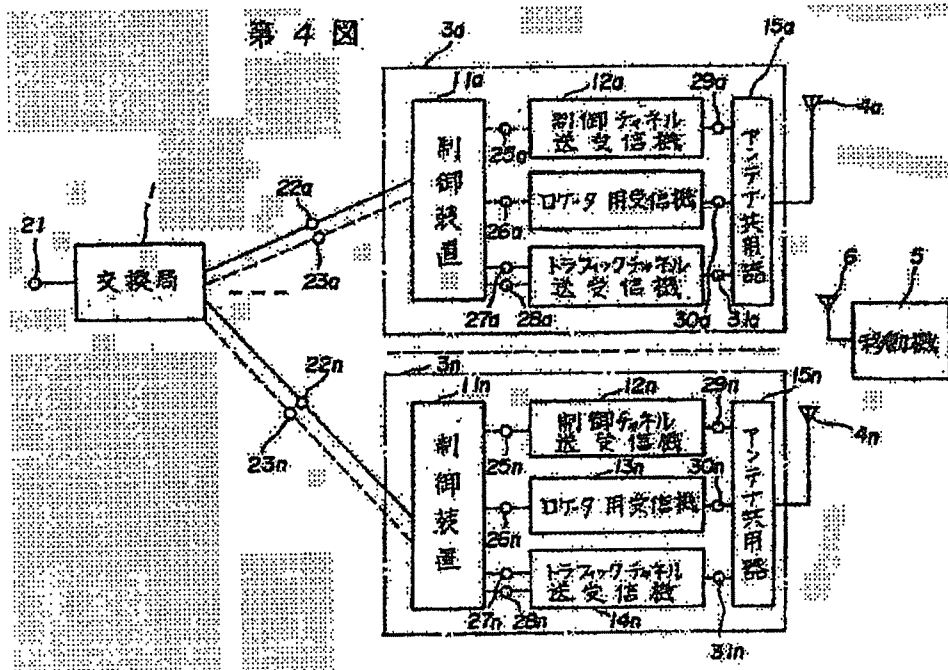 第4図
3a
15a
11a
12a
29a
4a
制御チャネル
送受信機
25a
制御装置
アンテナ共用器
ロケータ用受信機
22a
26a
1
21
交換局
23a
トラフィックチャネル
送受信機
27a
28a
30a
31a
6
5
移動機
3n
11n
12n
29n
15n
4n
22n
制御チャネル
送受信機
25n
13n
30n
23n
制御装置
ロケータ用受信機
アンテナ共用器
26n
トラフィックチャネル
送受信機
27n
28n
14n
31n